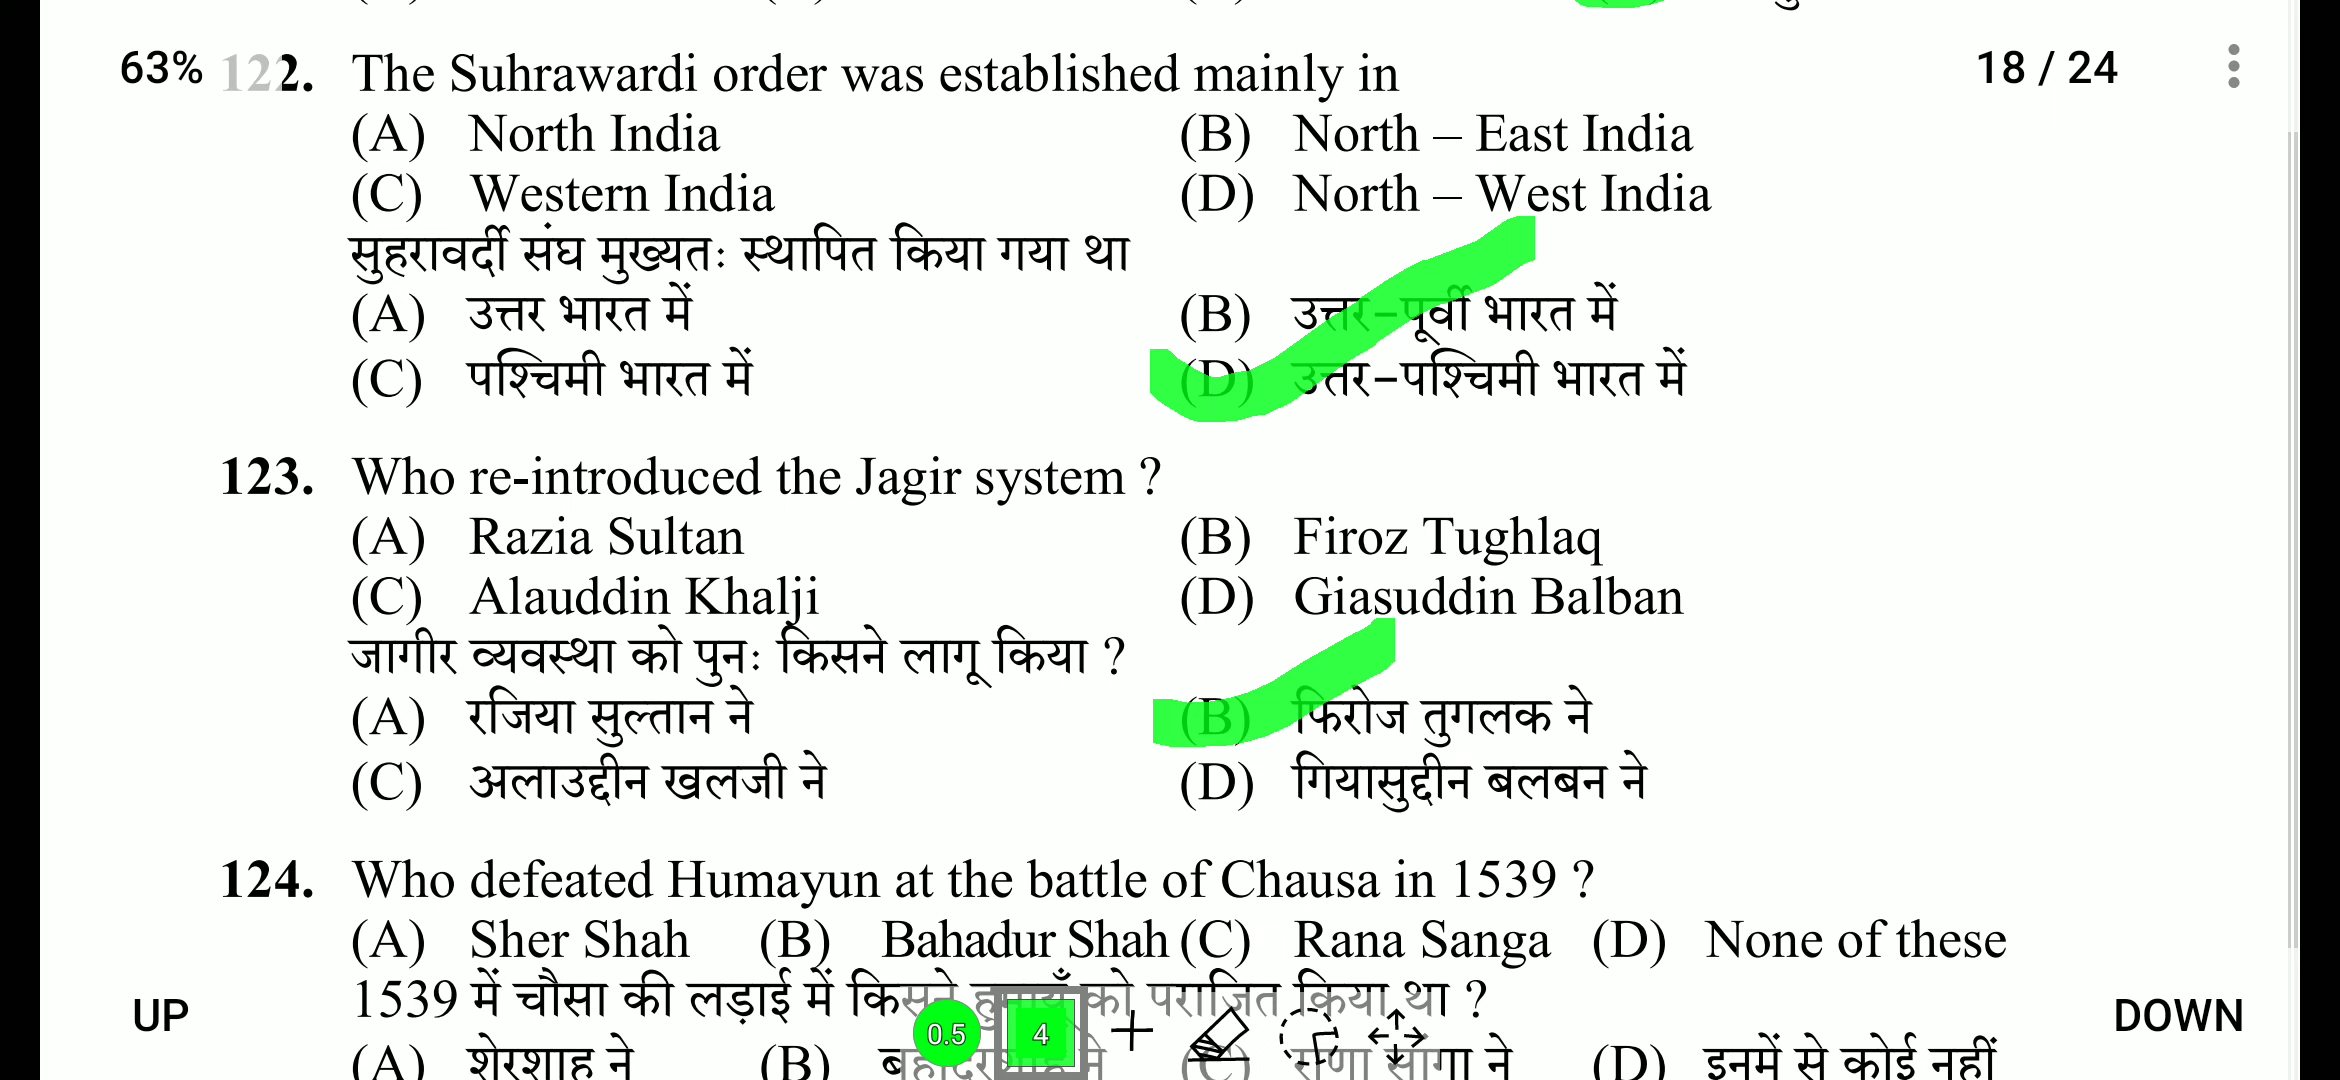 63% 122. The Suhrawardi order was established mainly in 18 / 24
(A) North India (B) North – East India
(C) Western India (D) North – West India
सुहरावर्दी संघ मुख्यतः स्थापित किया गया था
(A) उत्तर भारत में (B) उत्तर–पूर्वी भारत में
(C) पश्चिमी भारत में (D) उत्तर–पश्चिमी भारत में
123. Who re-introduced the Jagir system ?
(A) Razia Sultan (B) Firoz Tughlaq
(C) Alauddin Khalji (D) Giasuddin Balban
जागीर व्यवस्था को पुनः किसने लागू किया ?
(A) रजिया सुल्तान ने (B) फिरोज तुगलक ने
(C) अलाउद्दीन खलजी ने (D) गियासुद्दीन बलबन ने
124. Who defeated Humayun at the battle of Chausa in 1539 ?
(A) Sher Shah (B) Bahadur Shah (C) Rana Sanga (D) None of these
1539 में चौसा की लड़ाई में किसने हुमायूँ को पराजित किया था ?
UP DOWN
0.5 4
(A) शेरशाह ने (B) बहादुरशाह ने (C) राणा सांगा ने (D) इनमें से कोई नहीं